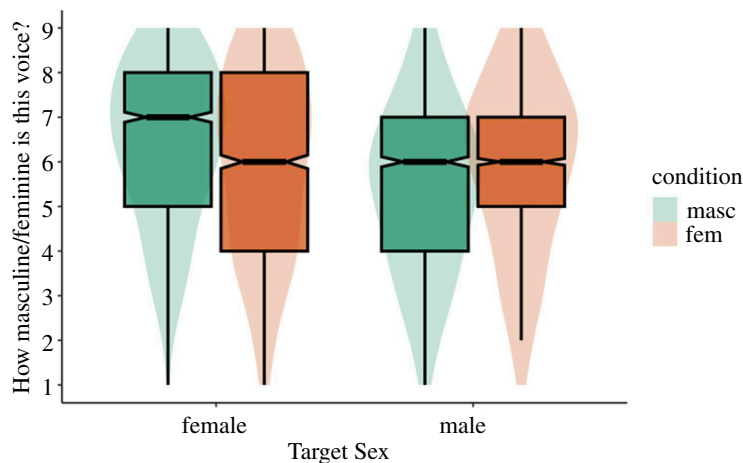 How masculine/feminine is this voice?
9
8
7
6
5
4
3
2
1
female
male
Target Sex
condition
masc
fem